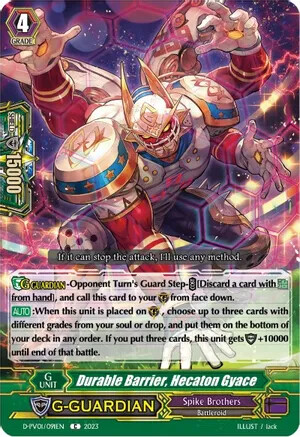 4
GRADE
SHIELD
15000
If it can stop the attack, I'll use any method.
G GUARDIAN -Opponent Turn's Guard Step-[Discard a card with
from hand], and call this card to your G from face down.
AUTO:When this unit is placed on G, choose up to three cards with
different grades from your soul or drop, and put them on the bottom
of your deck in any order. If you put three cards, this unit gets +10000
until end of that battle.
G
UNIT
Durable Barrier, Hecaton Gyace
G-GUARDIAN
Spike Brothers
Battleroid
D-PV01/091EN C 2023
ILLUST / Jack